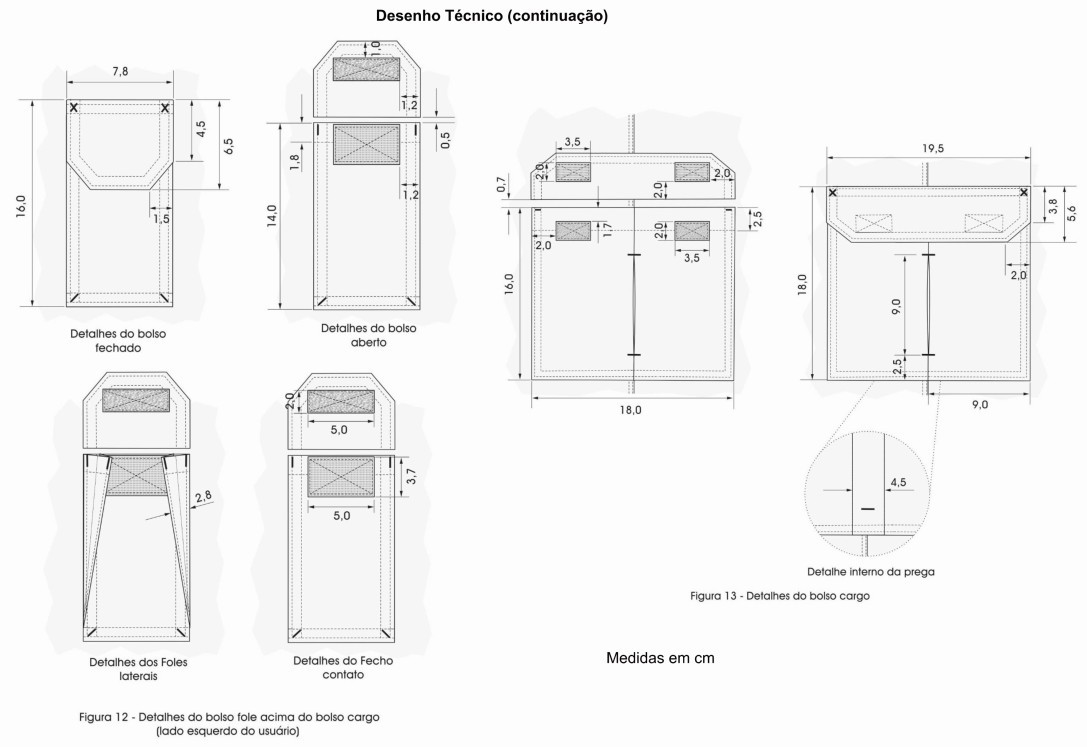 Desenho Técnico (continuação)
7,8
16,0
4,5
6,5
1,5
Detalhes do bolso
fechado
1,0
1,2
0,5
1,8
14,0
1,2
Detalhes do bolso
aberto
2,8
Detalhes dos Foles
laterais
2,0
5,0
3,7
5,0
Detalhes do Fecho
contato
Figura 12 - Detalhes do bolso fole acima do bolso cargo
(lado esquerdo do usuário)
3,5
2,0
2,0
2,0
0,7
2,5
2,0
1,7
2,0
3,5
16,0
18,0
19,5
3,8
5,6
2,0
18,0
9,0
2,5
9,0
4,5
Detalhe interno da prega
Figura 13 - Detalhes do bolso cargo
Medidas em cm